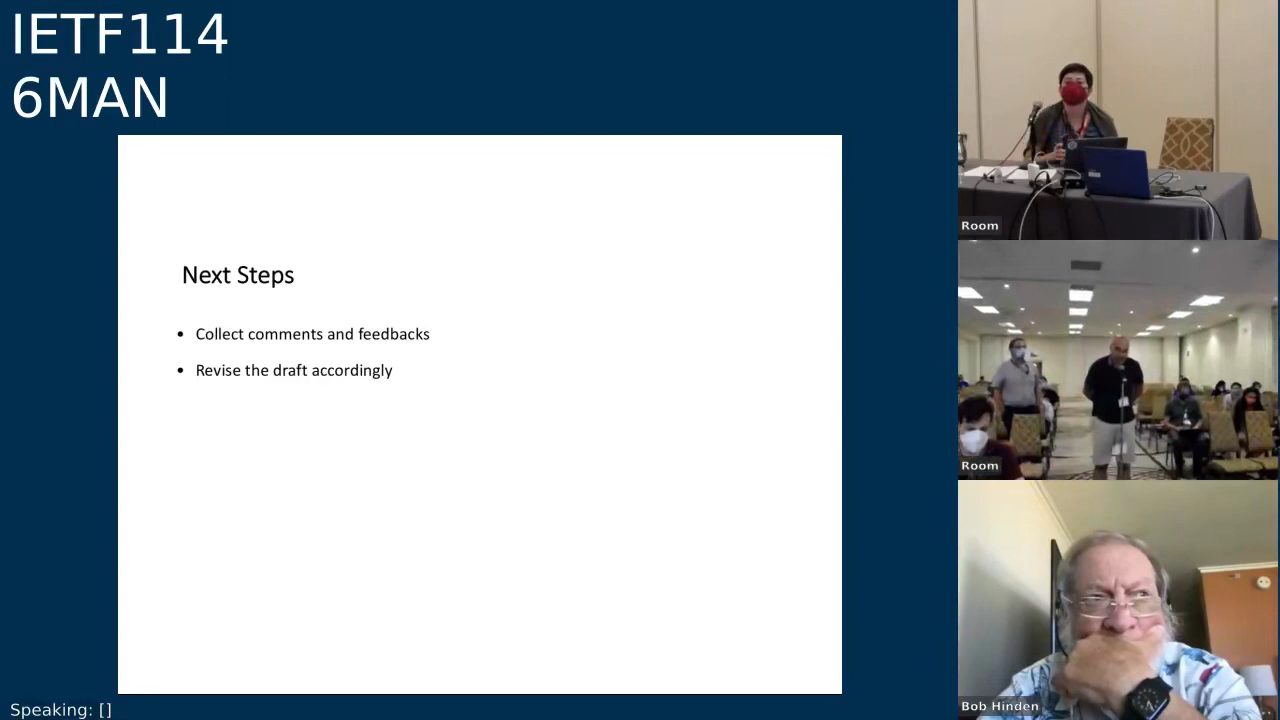 IETF114
6MAN
Next Steps
• Collect comments and feedbacks
• Revise the draft accordingly
Speaking: []
Room
Room
Bob Hinden